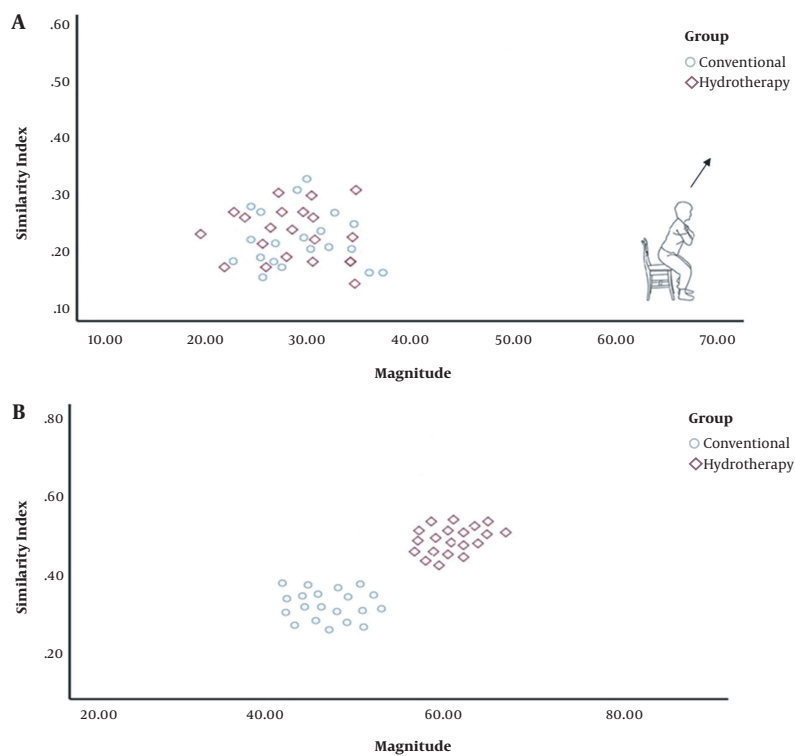 A
.60
.50
.40
.30
.20
.10
Similarity Index
10.00 20.00 30.00 40.00 50.00 60.00 70.00
Magnitude
Group
Conventional
Hydrotherapy
B
.80
.60
.40
.20
Similarity Index
20.00 40.00 60.00 80.00
Magnitude
Group
Conventional
Hydrotherapy